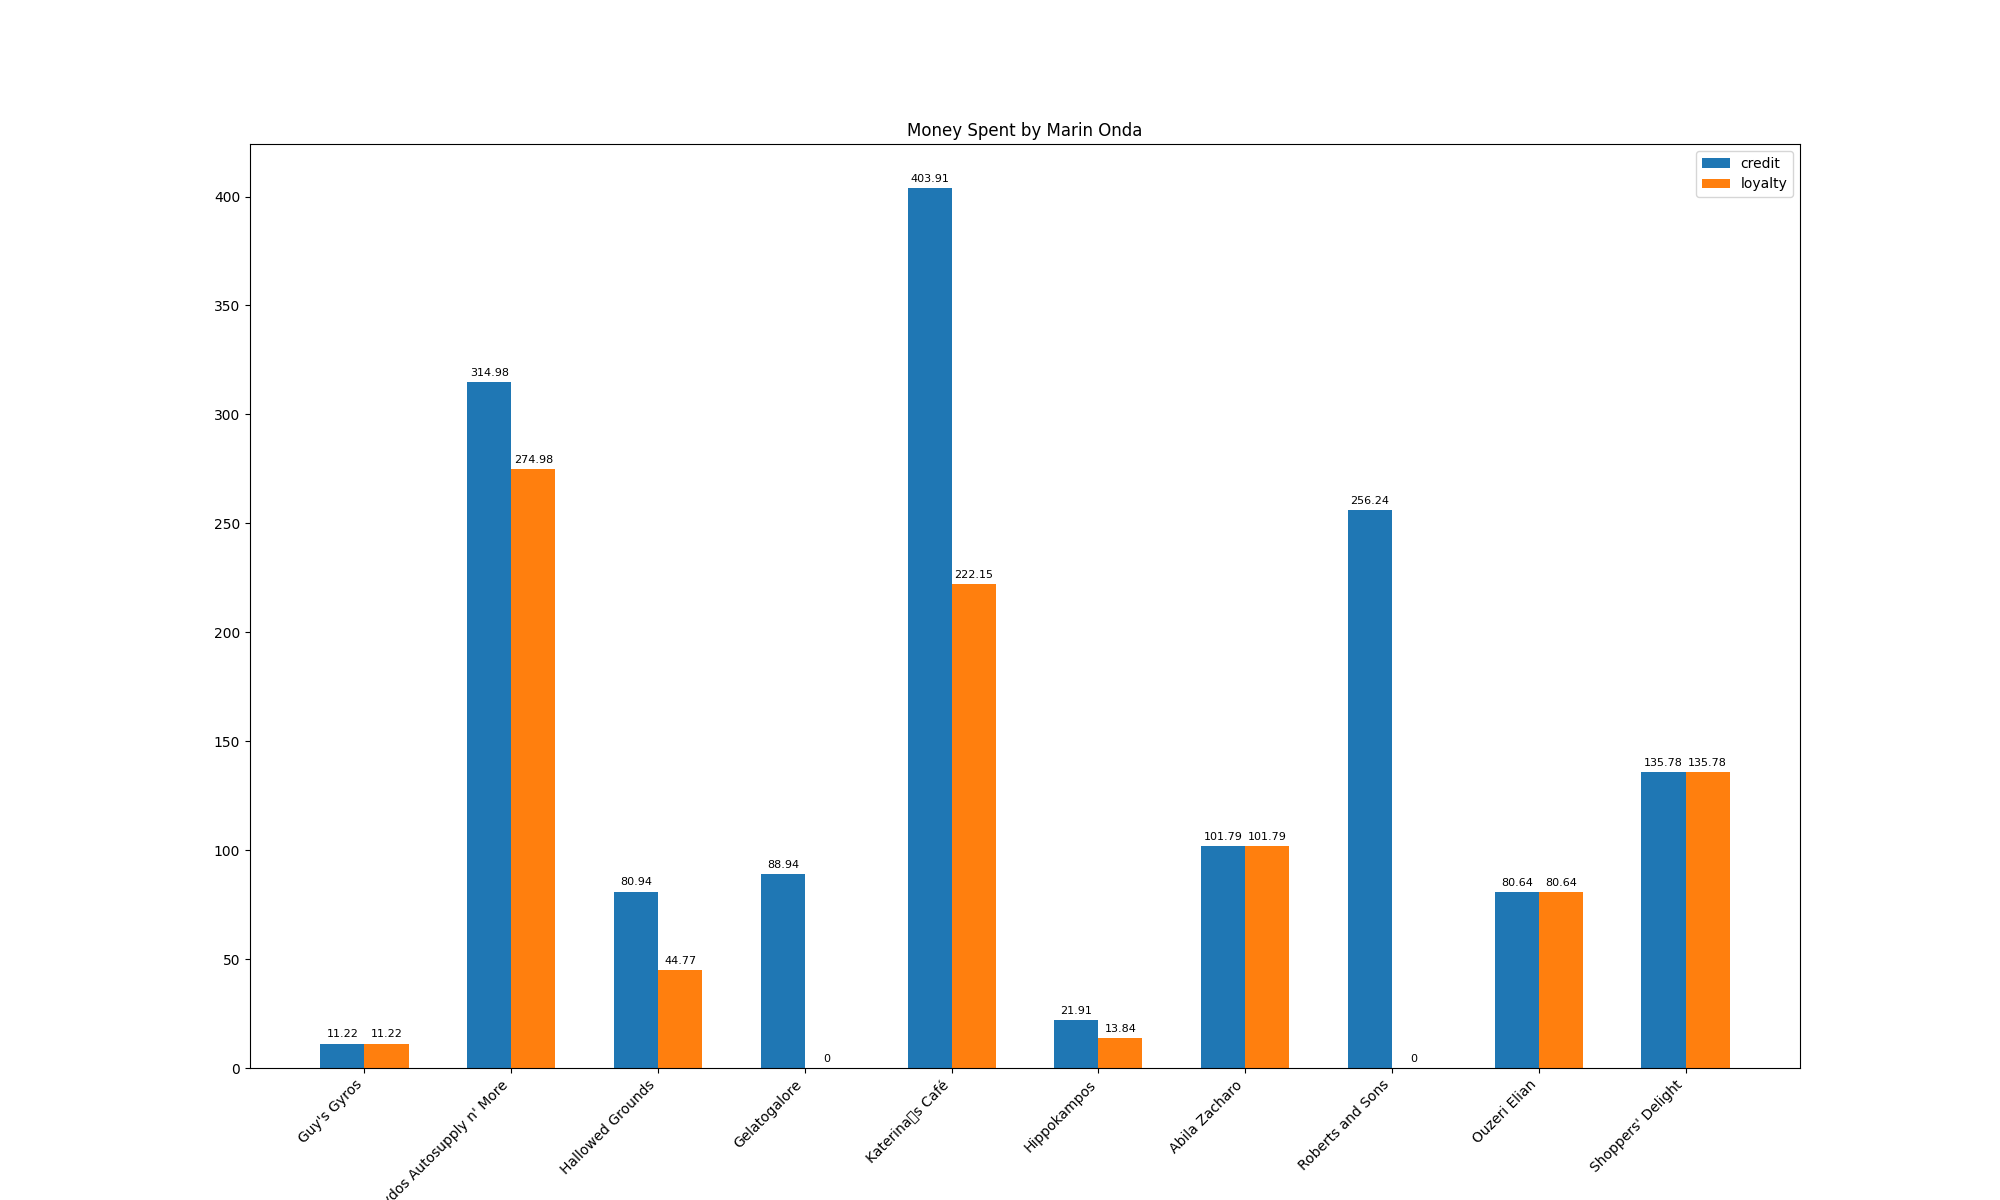 Money Spent by Marin Onda
credit
loyalty
400
350
300
250
200
150
100
50
0
403.91
314.98
274.98
256.24
222.15
135.78 135.78
101.79 101.79
88.94
80.94
80.64 80.64
44.77
21.91
13.84
11.22 11.22
0
0
Guy's Gyros
Autosupply n' More
Hallowed Grounds
Gelatogalore
Katerina▯s Café
Hippokampos
Abila Zacharo
Roberts and Sons
Ouzeri Elian
Shoppers' Delight